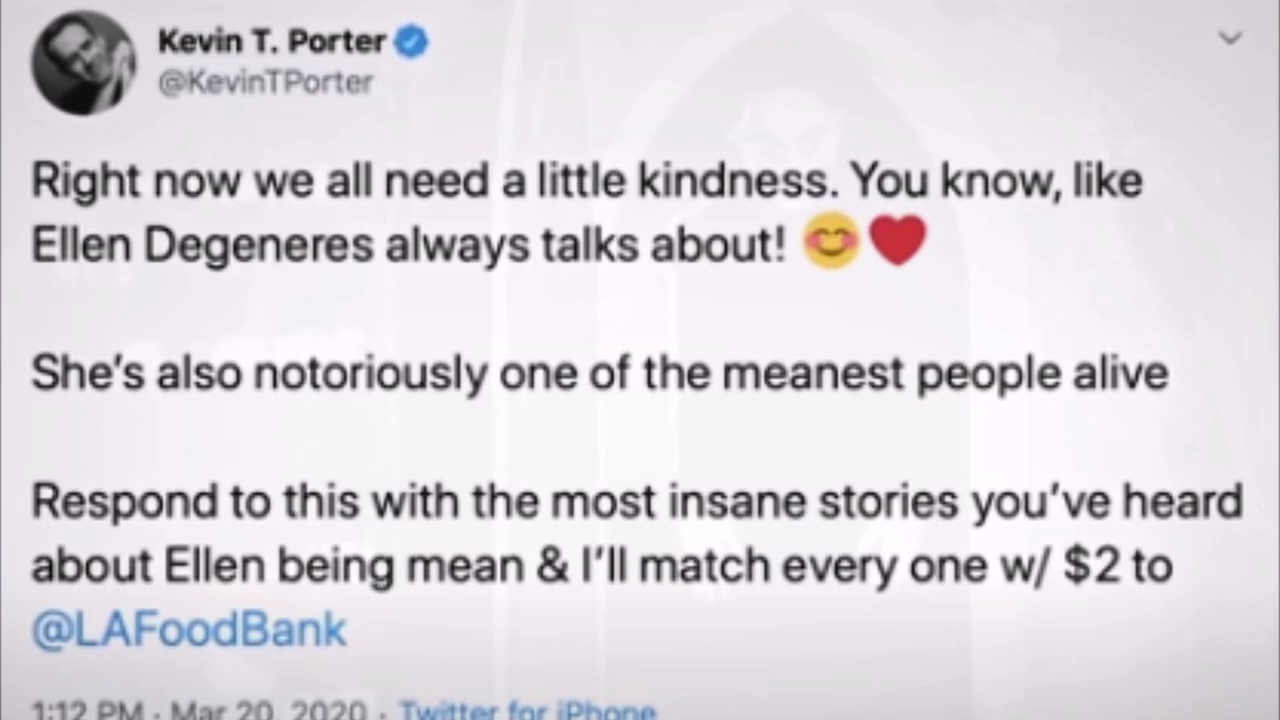 Kevin T. Porter
@KevinTPorter
Right now we all need a little kindness. You know, like
Ellen Degeneres always talks about! 😊❤️
She's also notoriously one of the meanest people alive
Respond to this with the most insane stories you've heard
about Ellen being mean & I'll match every one w/ $2 to
@LAFoodBank
1:12 PM · Mar 20, 2020 · Twitter for iPhone